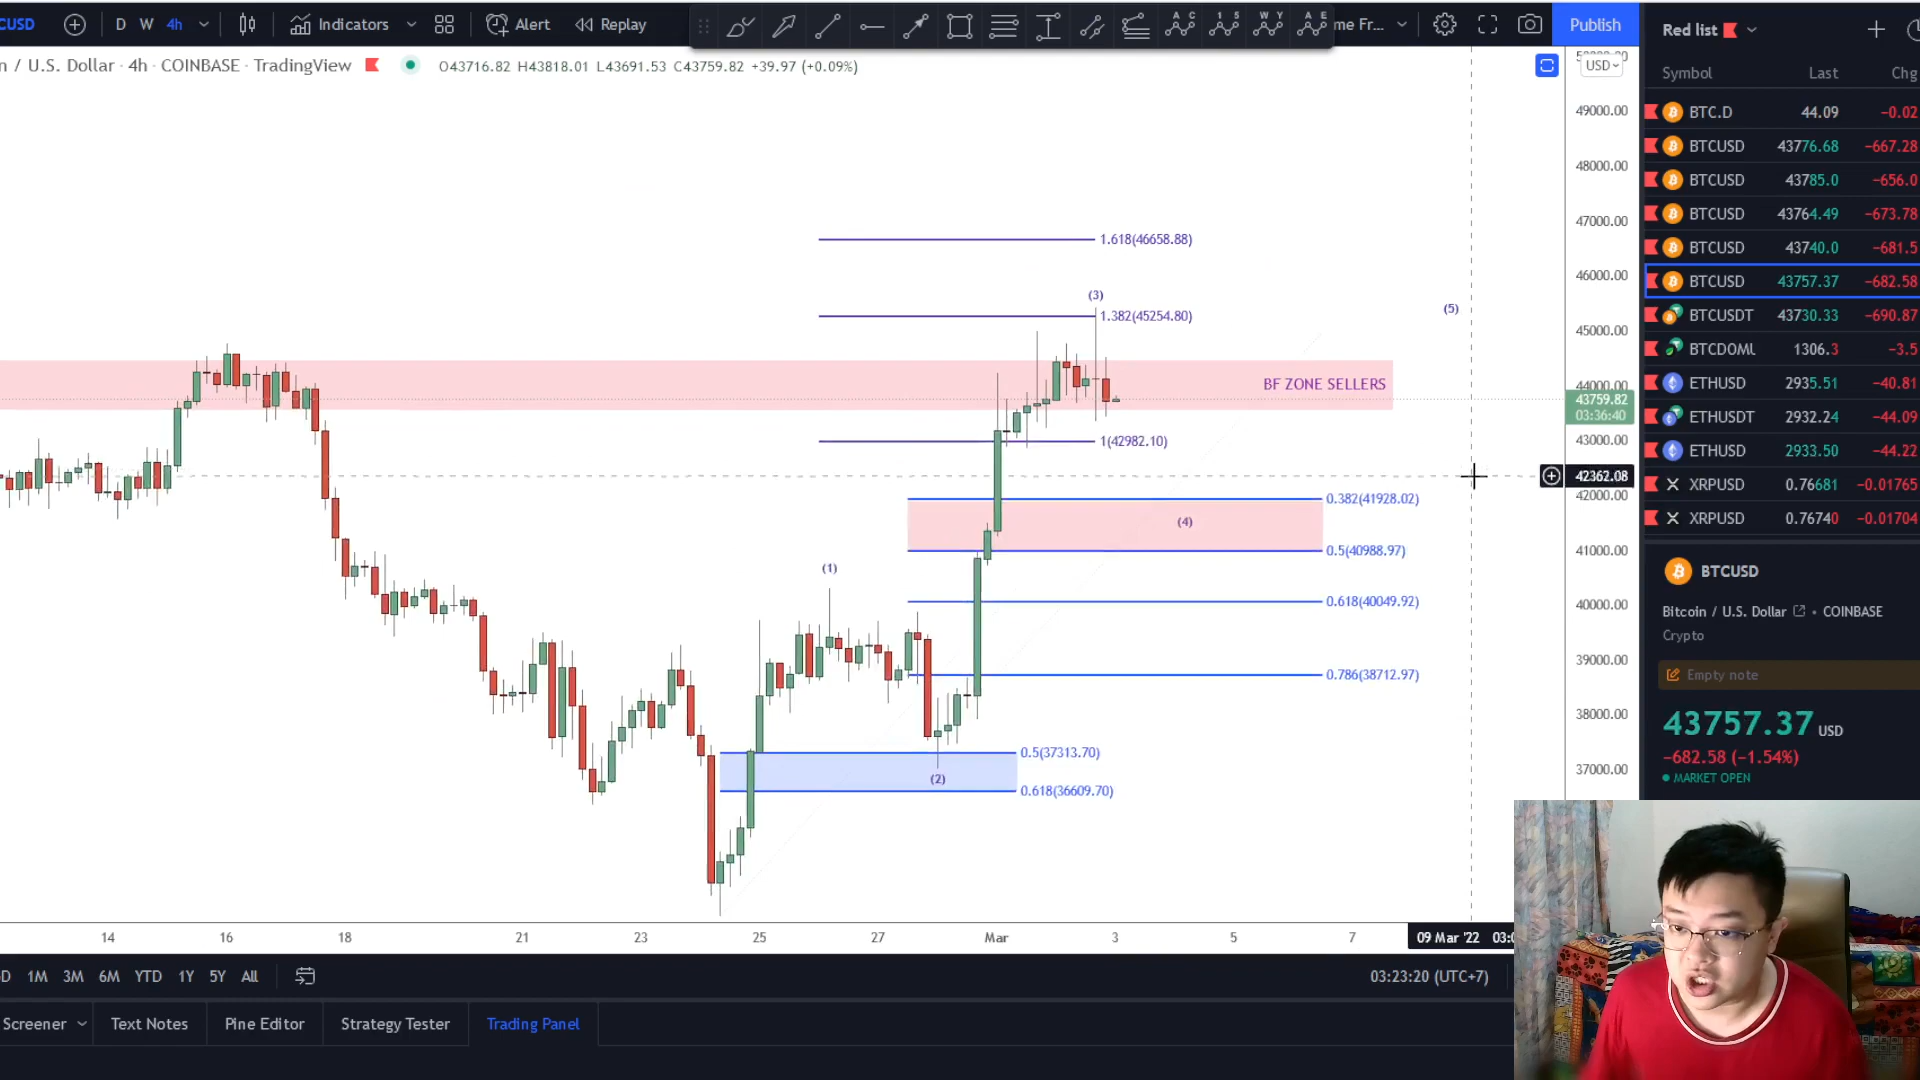 CUSD
D
W
4h
Indicators
Alert
Replay
me Fr...
Publish
n / U.S. Dollar · 4h · COINBASE · TradingView
O43716.82 H43818.01 L43691.53 C43759.82 +39.97 (+0.09%)
USD
49000.00
48000.00
47000.00
46000.00
45000.00
44000.00
43759.82
03:36:40
43000.00
42362.08
42000.00
41000.00
40000.00
39000.00
38000.00
37000.00
1.618(46658.88)
(3)
(5)
1.382(45254.80)
BF ZONE SELLERS
1(42982.10)
0.382(41928.02)
(4)
0.5(40988.97)
(1)
0.618(40049.92)
0.786(38712.97)
0.5(37313.70)
(2)
0.618(36609.70)
14
16
18
21
23
25
27
Mar
3
5
7
09 Mar '22 03:0
D 1M 3M 6M YTD 1Y 5Y All
03:23:20 (UTC+7)
Screener
Text Notes
Pine Editor
Strategy Tester
Trading Panel
Red list
Symbol Last Chg
BTC.D 44.09 −0.02
BTCUSD 43776.68 −667.28
BTCUSD 43785.0 −656.0
BTCUSD 43764.49 −673.78
BTCUSD 43740.0 −681.5
BTCUSD 43757.37 −682.58
BTCUSDT 43730.33 −690.87
BTCDOMU 1306.3 −3.5
ETHUSD 2935.51 −40.81
ETHUSDT 2932.24 −44.09
ETHUSD 2933.50 −44.22
XRPUSD 0.76681 −0.01765
XRPUSD 0.76740 −0.01704
BTCUSD
Bitcoin / U.S. Dollar • COINBASE
Crypto
Empty note
43757.37 USD
−682.58 (−1.54%)
MARKET OPEN